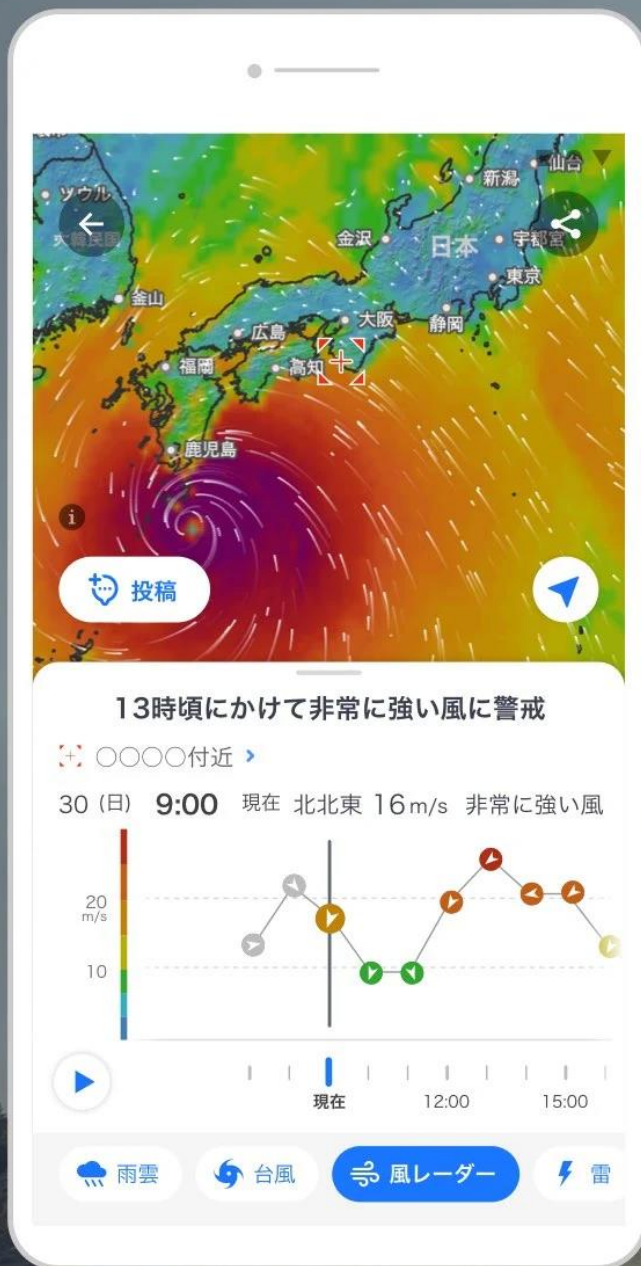 仙台
新潟
ソウル
大韓民国
金沢
日本
宇都宮
東京
釜山
大阪
静岡
広島
福岡
高知
鹿児島
i
投稿
13時頃にかけて非常に強い風に警戒
○○○○付近 >
30 (日) 9:00 現在 北北東 16m/s 非常に強い風
20
m/s
10
現在 12:00 15:00
雨雲 台風 風レーダー 雷